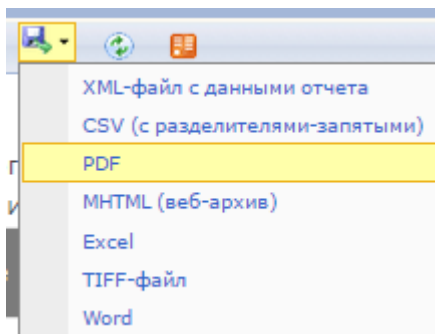 XML-файл с данными отчета
CSV (с разделителями-запятыми)
PDF
MHTML (веб-архив)
Excel
TIFF-файл
Word